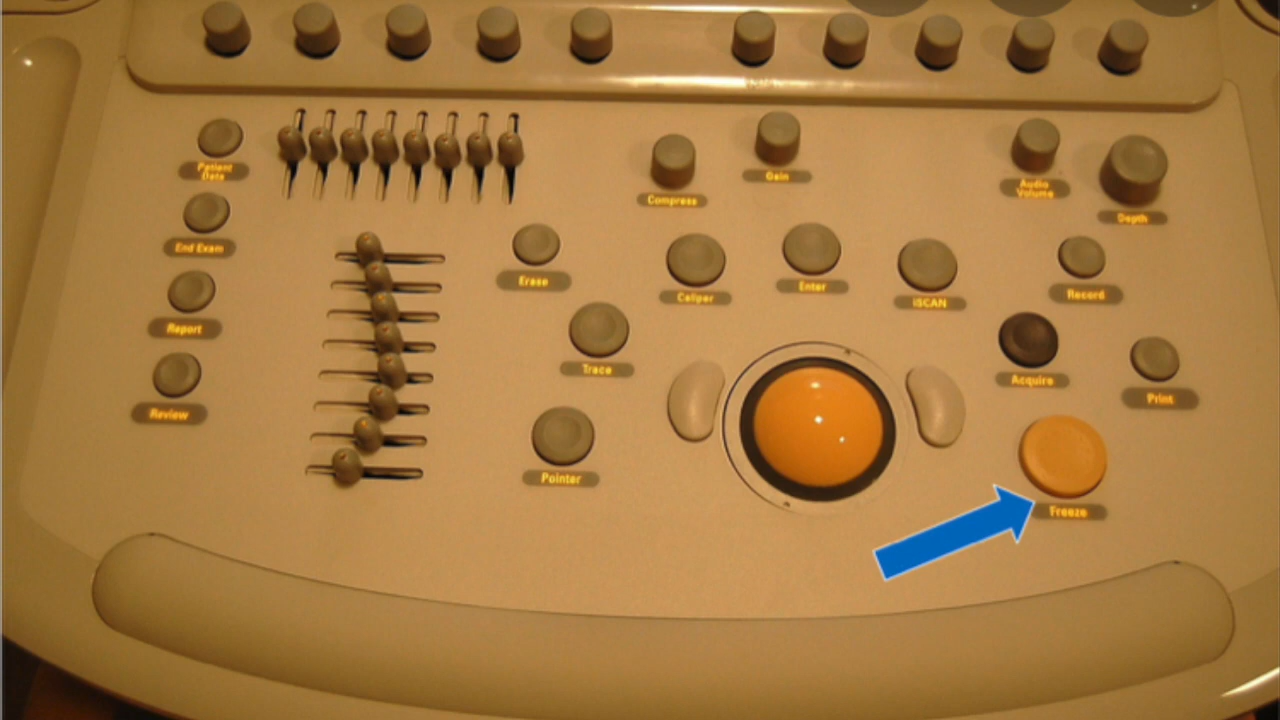 Patient
Data
Compress
Gain
Audio
Volume
Depth
End Exam
Erase
Caliper
Enter
iSCAN
Record
Report
Trace
Acquire
Print
Review
Pointer
Freeze